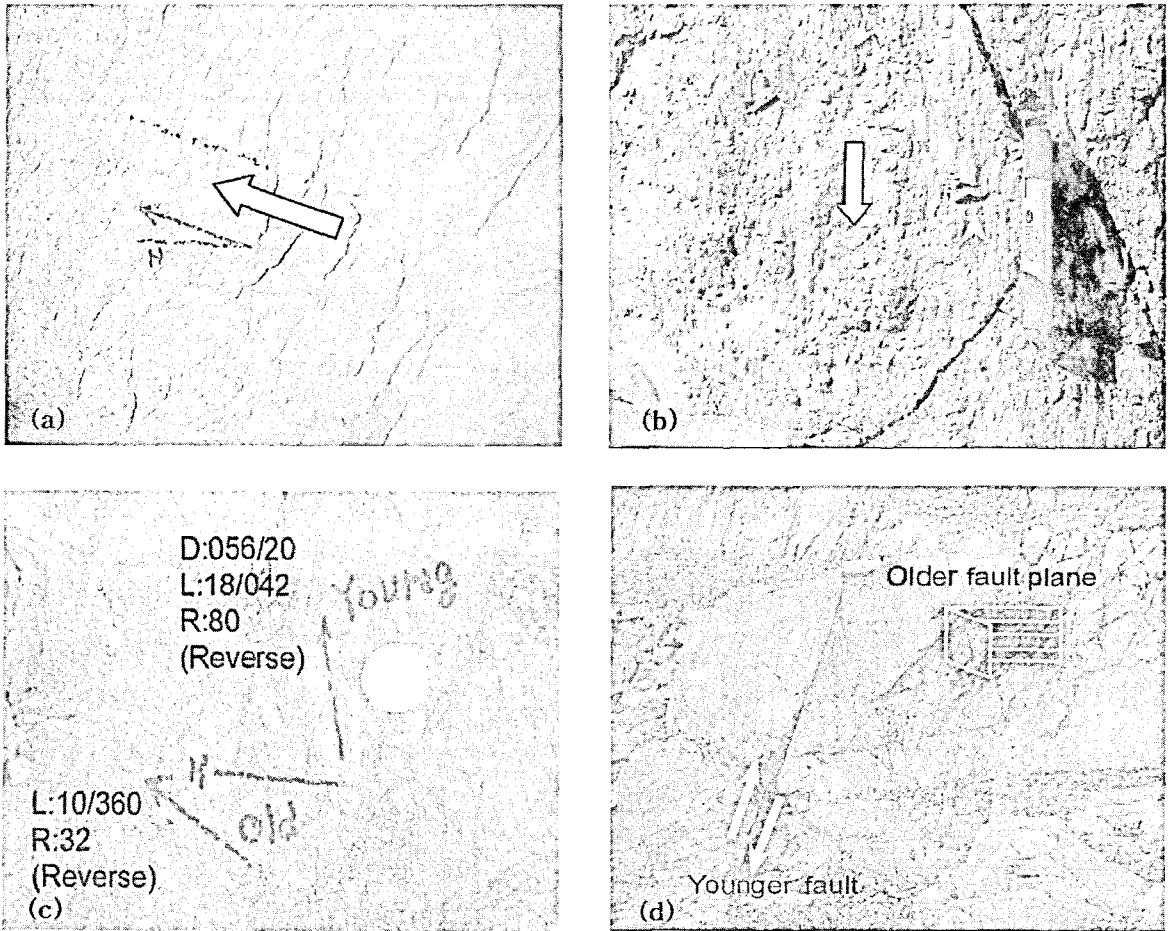 (a)
(b)
D:056/20
L:18/042
R:80
(Reverse)
Young
L:10/360
R:32
(Reverse)
old
(c)
Older fault plane
Younger fault
(d)